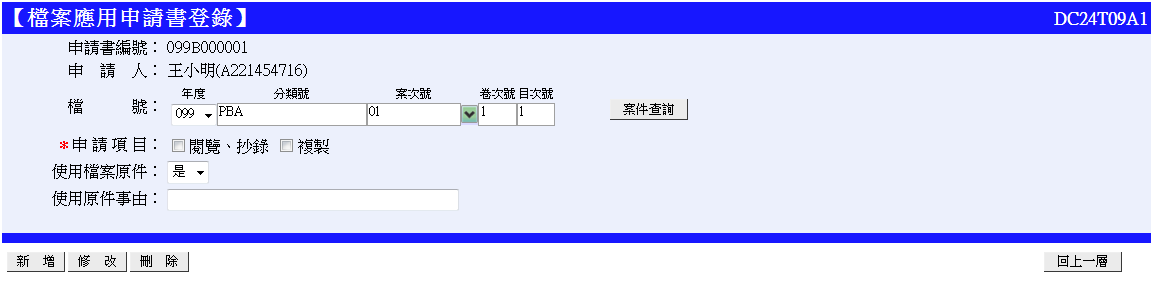 【檔案應用申請書登錄】 DC24T09A1
申請書編號： 099B000001
申 請 人： 王小明(A221454716)
年度 分類號 案次號 卷次號 目次號
檔 號： 099 PBA 01 1 1 案件查詢
*申請項目： 閱覽、抄錄 複製
使用檔案原件： 是
使用原件事由：
新 增 修 改 刪 除 回上一層